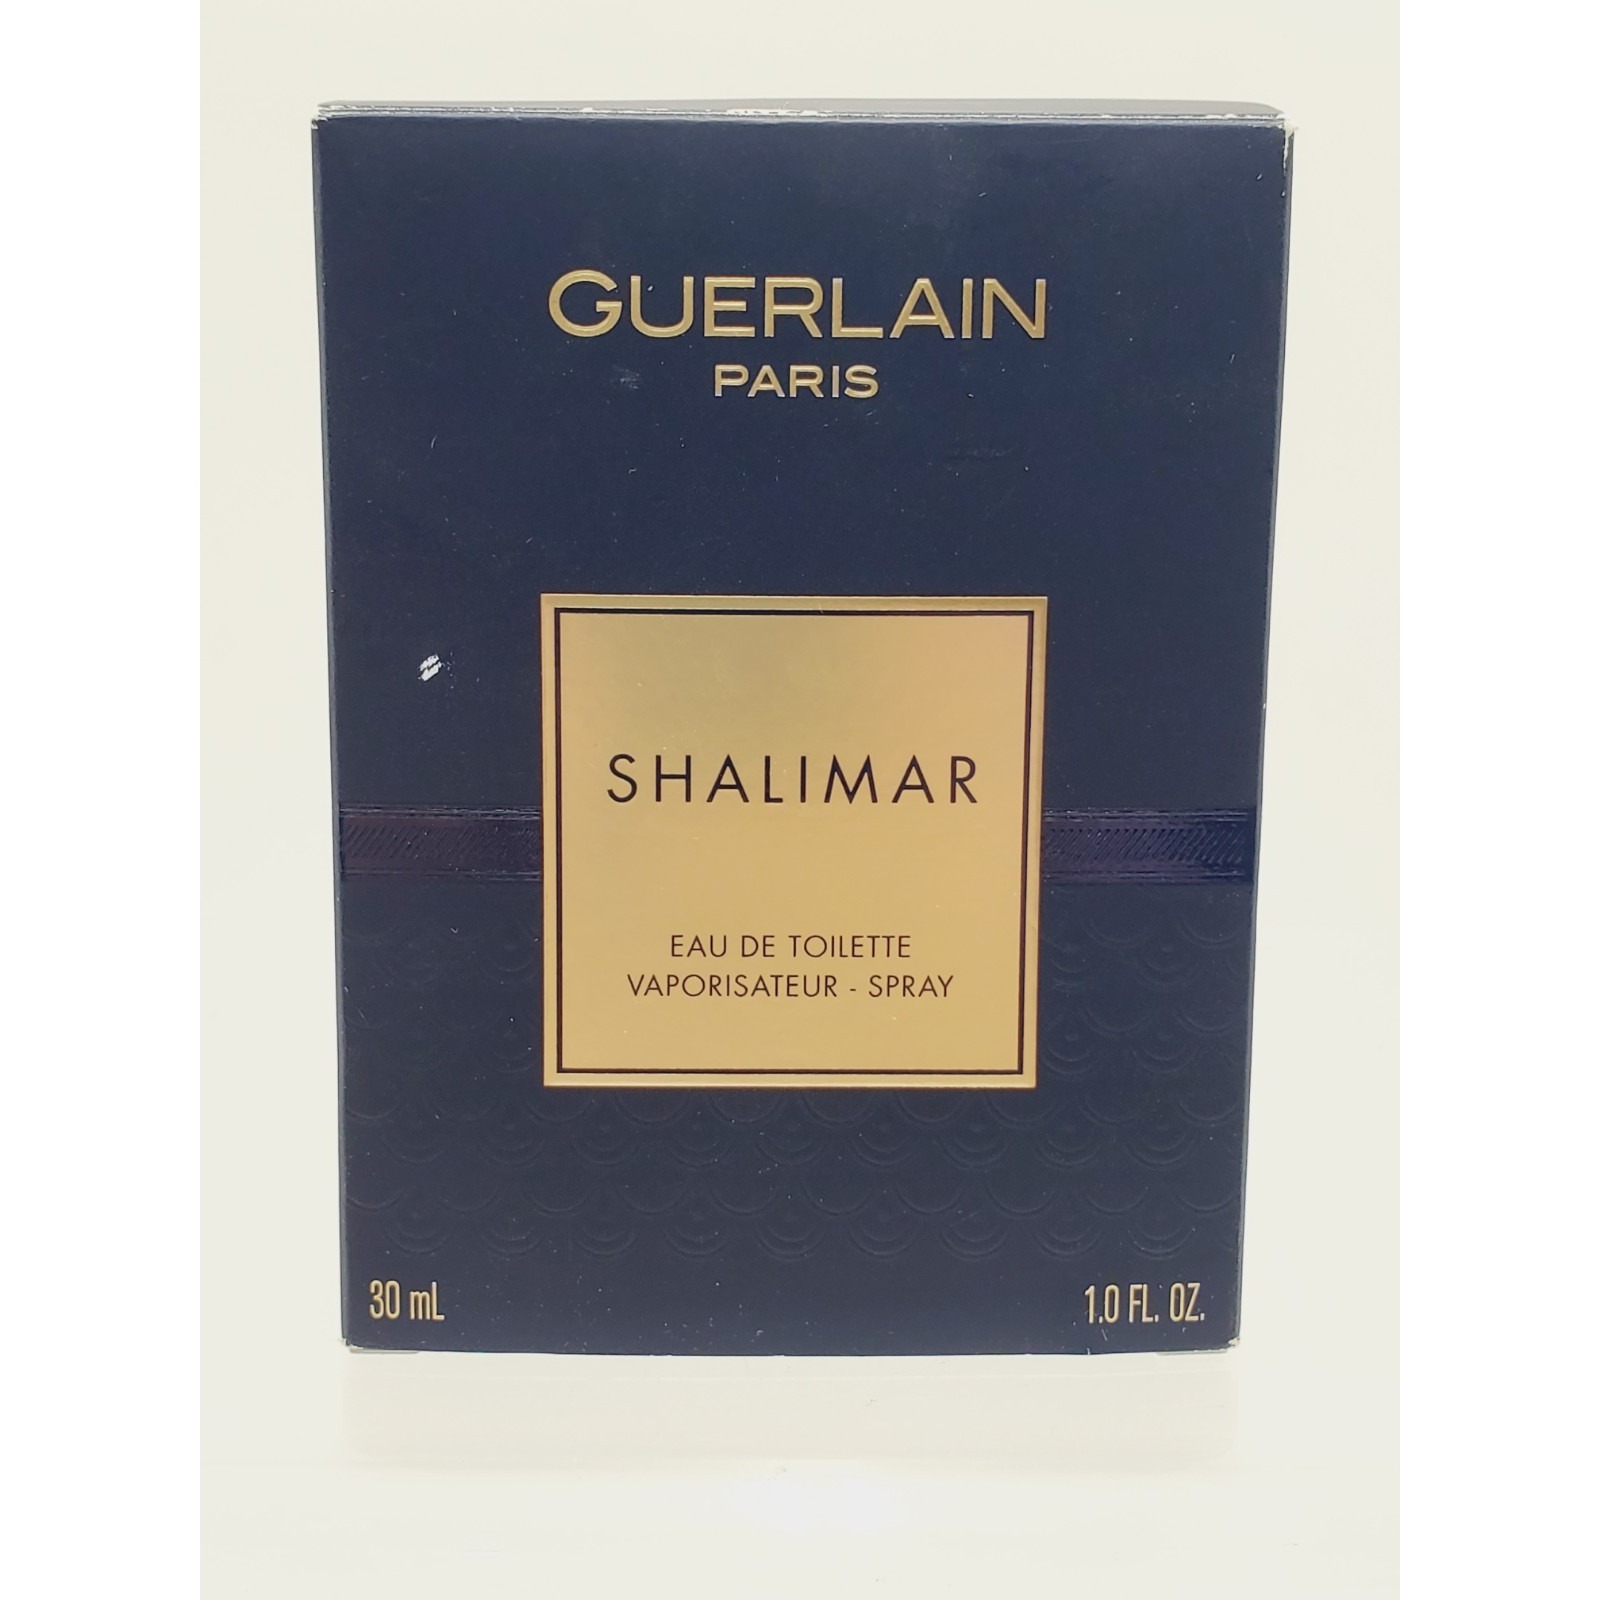 GUERLAIN
PARIS
SHALIMAR
EAU DE TOILETTE
VAPORISATEUR - SPRAY
30 mL
1.0 FL. OZ.